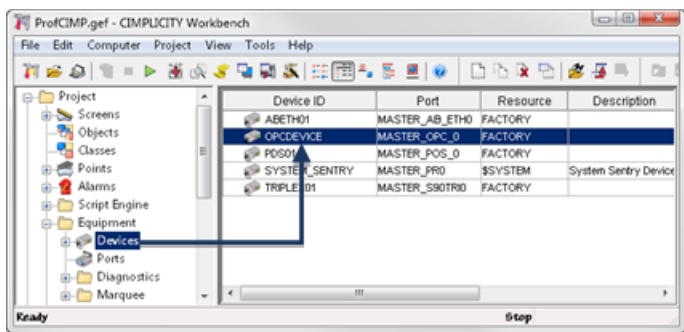 ProfCIMP.gef - CIMPLICITY Workbench
File Edit Computer Project View Tools Help
Project
Screens
Objects
Classes
Points
Alarms
Script Engine
Equipment
Devices
Ports
Diagnostics
Marquee
Device ID Port Resource Description
ABETH01 MASTER_AB_ETH0 FACTORY
OPCDEVICE MASTER_OPC_0 FACTORY
PDS01 MASTER_POS_0 FACTORY
SYSTEM_SENTRY MASTER_PR0 $SYSTEM System Sentry Device
TRIPLEX01 MASTER_S90TRI0 FACTORY
Ready Stop